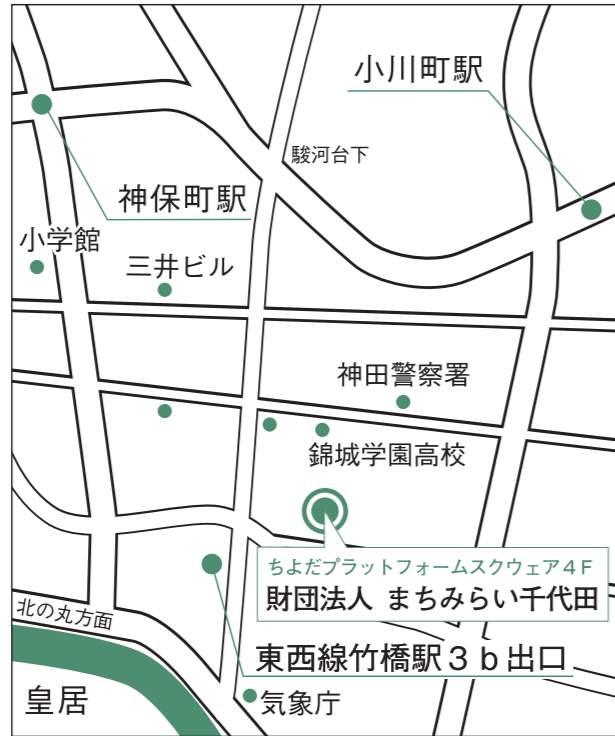 小川町駅
駿河台下
神保町駅
小学館
三井ビル
神田警察署
錦城学園高校
ちよだプラットフォームスクウェア4F
財団法人 まちみらい千代田
北の丸方面
東西線竹橋駅3b出口
皇居
気象庁